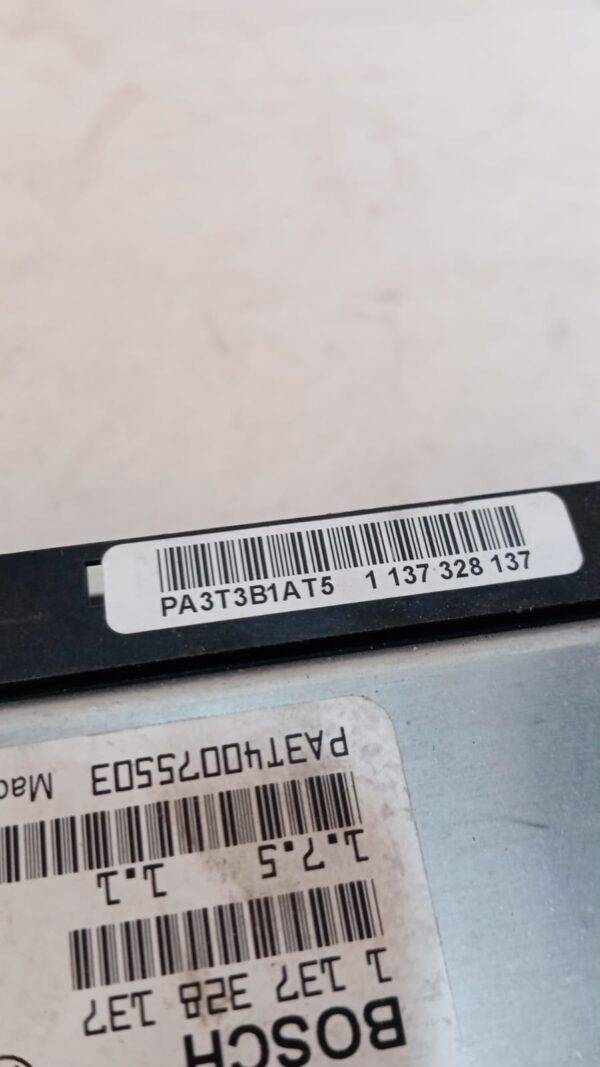 PA3T3B1AT5 1 137 328 137
BOSCH
1 137 328 137
1.7.5 1.1
PA3T40075503